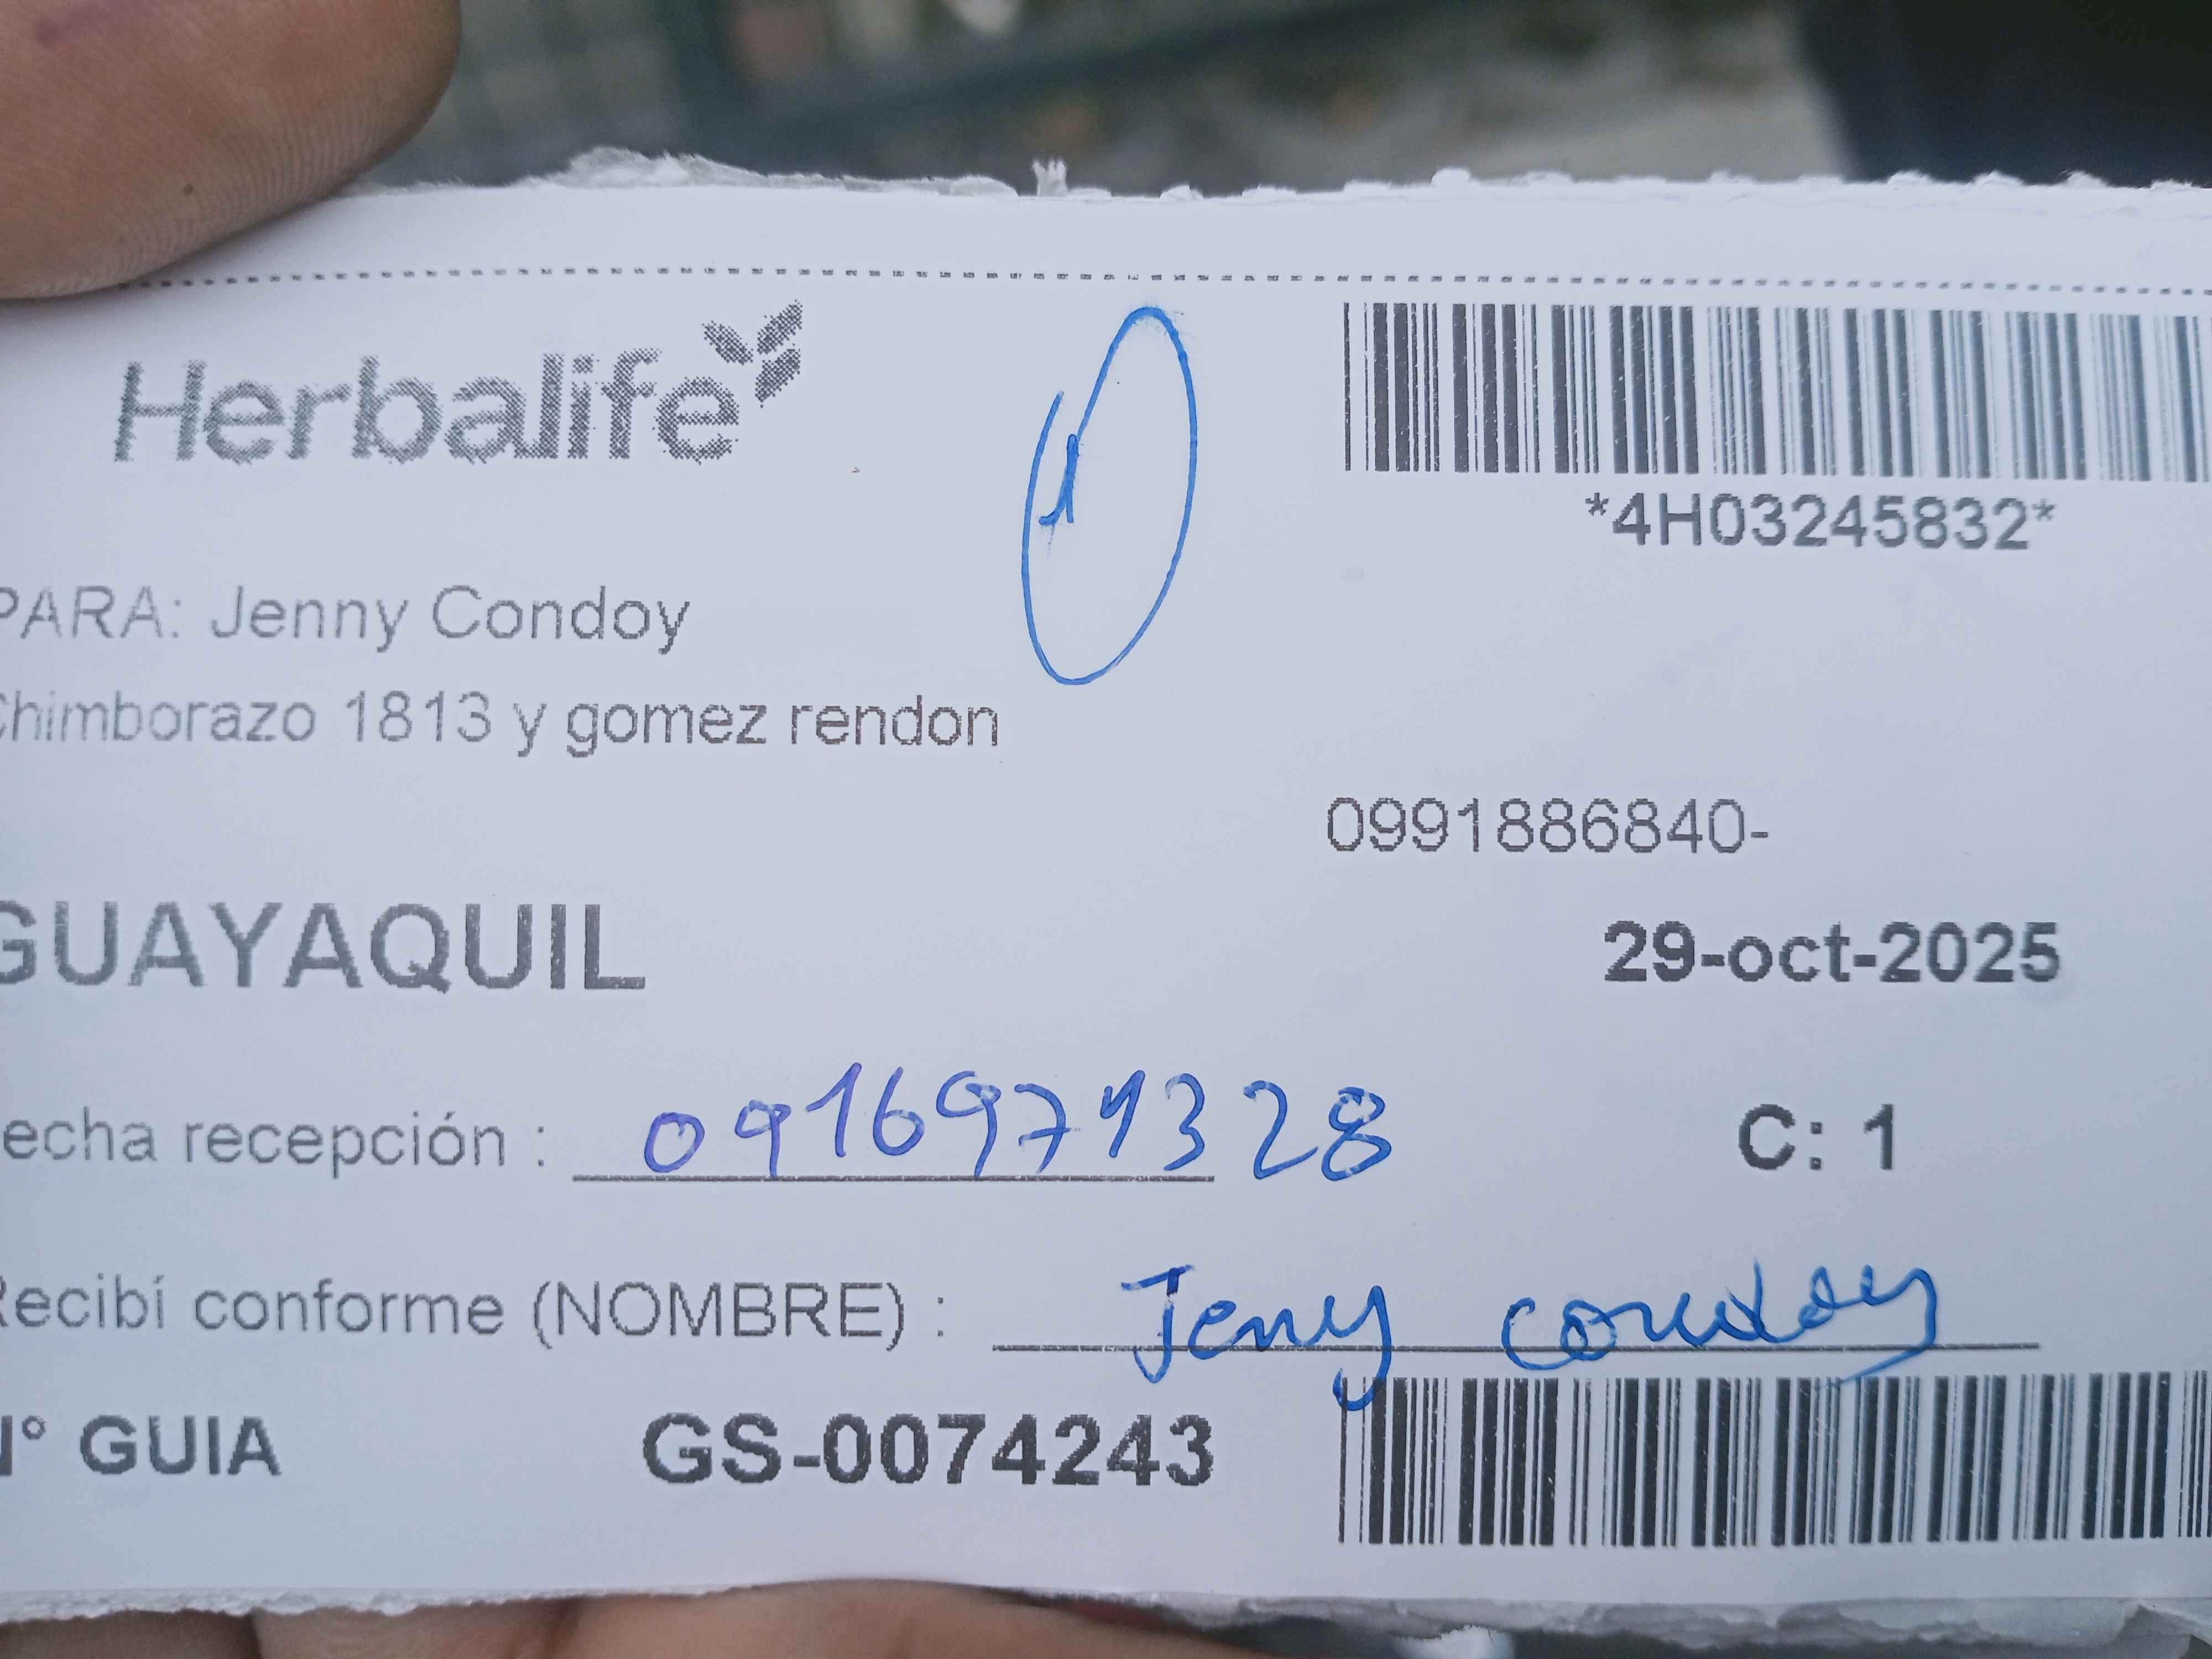 Herbalife
1
*4H03245832*
PARA: Jenny Condoy
Chimborazo 1813 y gomez rendon
0991886840-
GUAYAQUIL
29-oct-2025
echa recepción : 0916971328
C: 1
Recibí conforme (NOMBRE) : Jeny condoy
N° GUIA GS-0074243